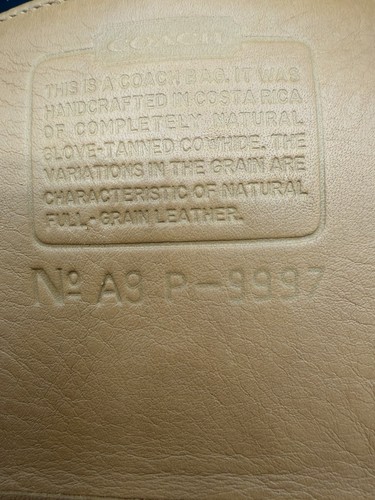 COACH
THIS IS A COACH BAG. IT WAS
HANDCRAFTED IN COSTA RICA
OF COMPLETELY NATURAL
GLOVE-TANNED COWHIDE. THE
VARIATIONS IN THE GRAIN ARE
CHARACTERISTIC OF NATURAL
FULL-GRAIN LEATHER.
No A9 P-9997